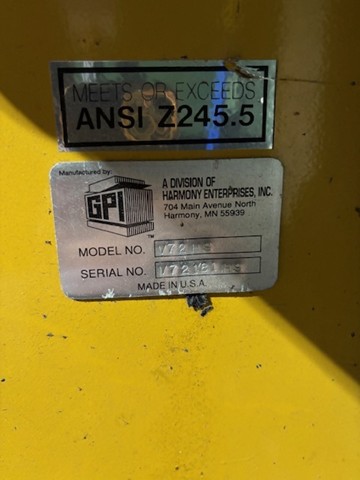 MEETS OR EXCEEDS
ANSI Z245.5
Manufactured by:
GPI
TM
A DIVISION OF
HARMONY ENTERPRISES, INC.
704 Main Avenue North
Harmony, MN 55939
MODEL NO.
SERIAL NO.
MADE IN U.S.A.